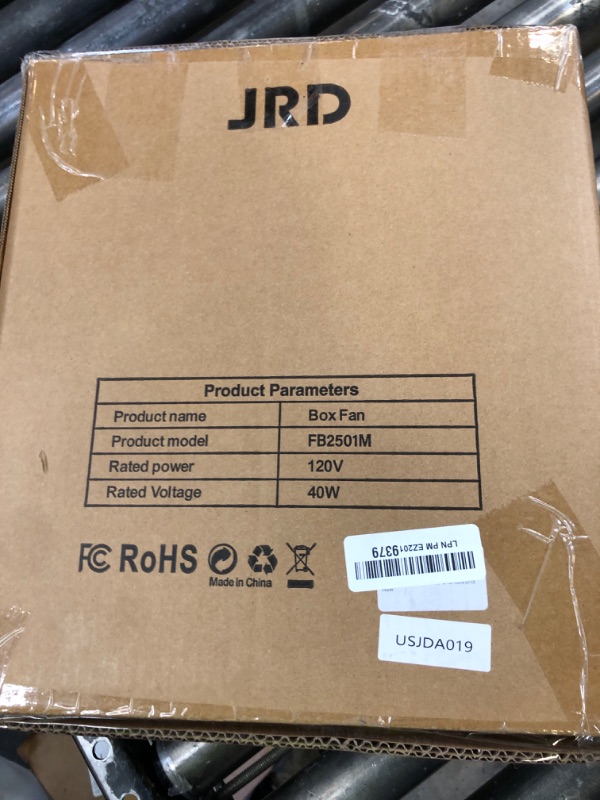 JRD
Product Parameters
Product name Box Fan
Product model FB2501M
Rated power 120V
Rated Voltage 40W
FC RoHS
Made in China
LPN PM EZ2209379
USJDA019